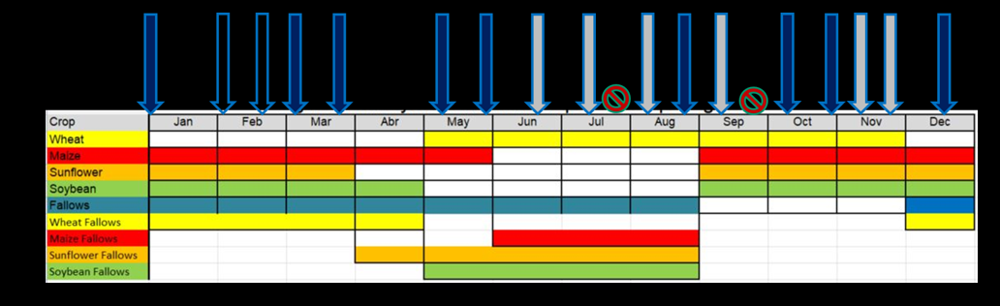 Crop Jan Feb Mar Abr May Jun Jul Aug Sep Oct Nov Dec
Wheat
Maize
Sunflower
Soybean
Fallows
Wheat Fallows
Maize Fallows
Sunflower Fallows
Soybean Fallows